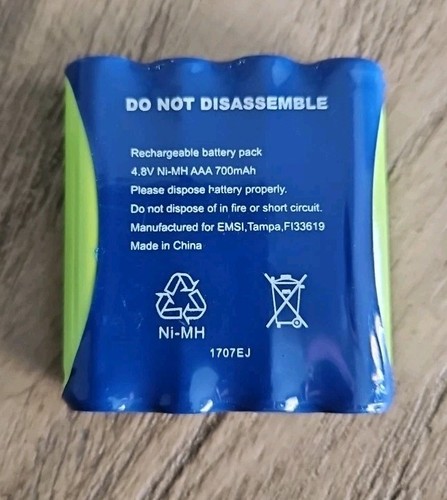 DO NOT DISASSEMBLE
Rechargeable battery pack
4.8V Ni-MH AAA 700mAh
Please dispose hattery properly.
Do not dispose of in fire or short circuit.
Manufactured for EMSI,Tampa,Fl33619
Made in China
Ni-MH
1707EJ